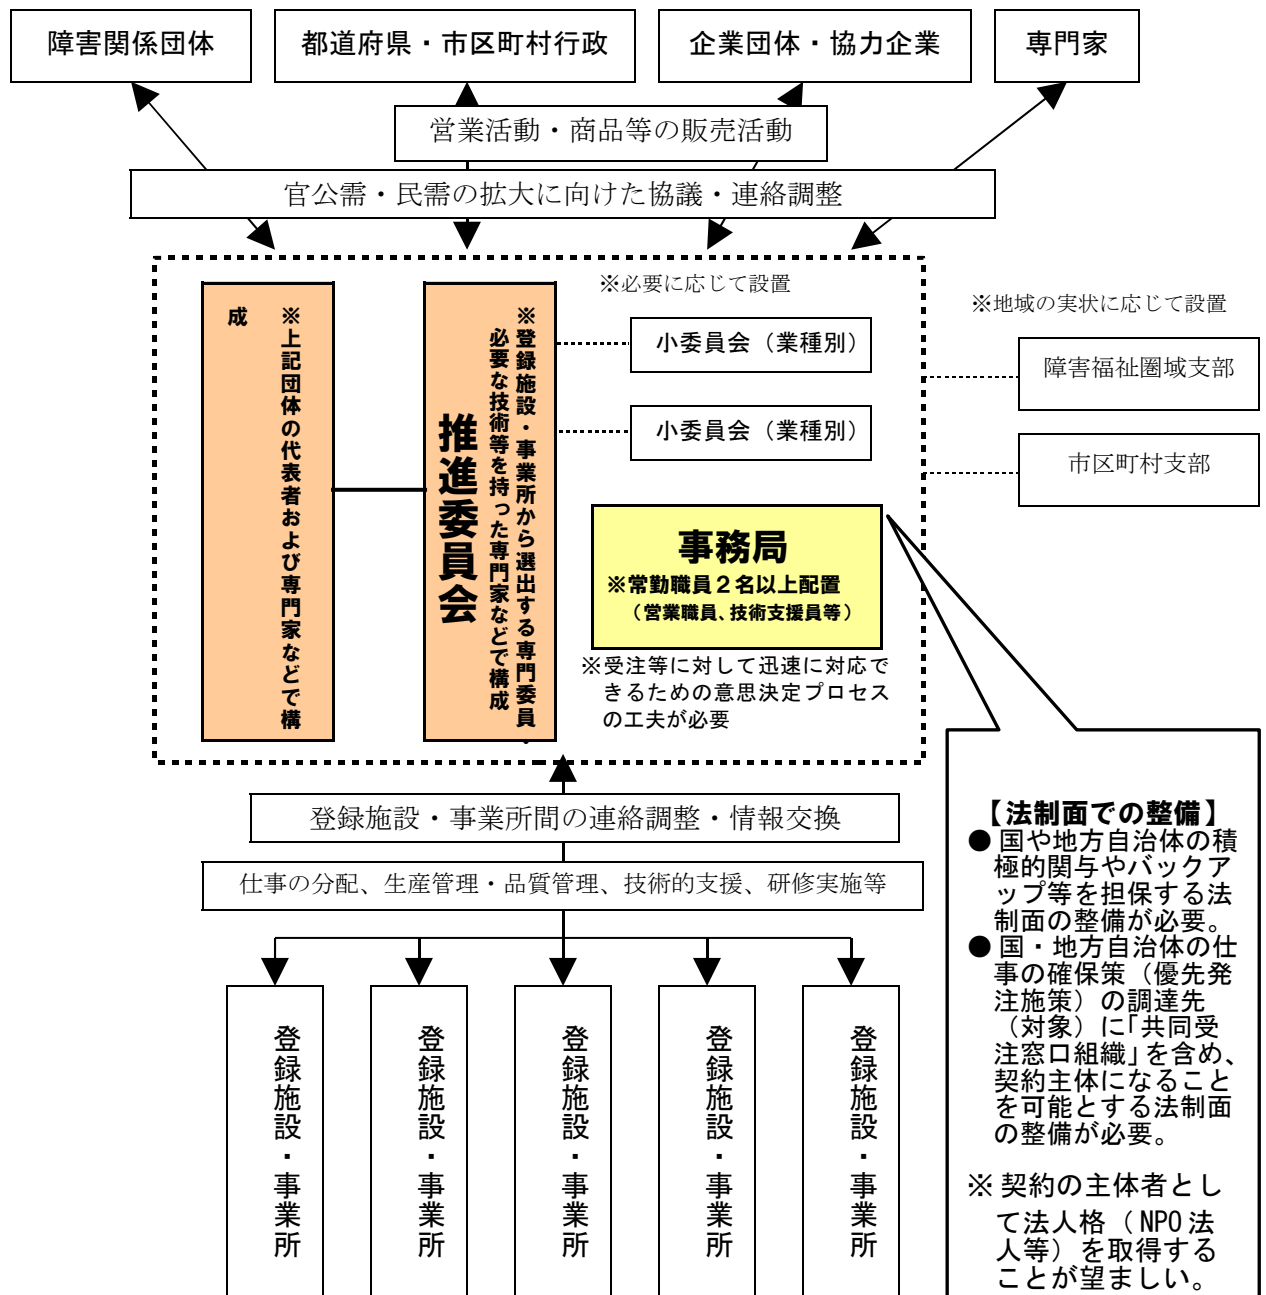 障害関係団体
都道府県・市区町村行政
企業団体・協力企業
専門家
営業活動・商品等の販売活動
官公需・民需の拡大に向けた協議・連絡調整
※上記団体の代表者および専門家などで構
成
※登録施設・事業所から選出する専門委員・
必要な技術等を持った専門家などで構成
推進委員会
※必要に応じて設置
小委員会（業種別）
小委員会（業種別）
事務局
※常勤職員２名以上配置
（営業職員、技術支援員等）
※受注等に対して迅速に対応で
きるための意思決定プロセス
の工夫が必要
※地域の実状に応じて設置
障害福祉圏域支部
市区町村支部
登録施設・事業所間の連絡調整・情報交換
仕事の分配、生産管理・品質管理、技術的支援、研修実施等
登録施設・事業所
登録施設・事業所
登録施設・事業所
登録施設・事業所
登録施設・事業所
【法制面での整備】
●国や地方自治体の積
極的関与やバックア
ップ等を担保する法
制面の整備が必要。
●国・地方自治体の仕
事の確保策（優先発
注施策）の調達先
（対象）に「共同受
注窓口組織」を含め、
契約主体になること
を可能とする法制面
の整備が必要。
※契約の主体者とし
て法人格（NPO法
人等）を取得する
ことが望ましい。